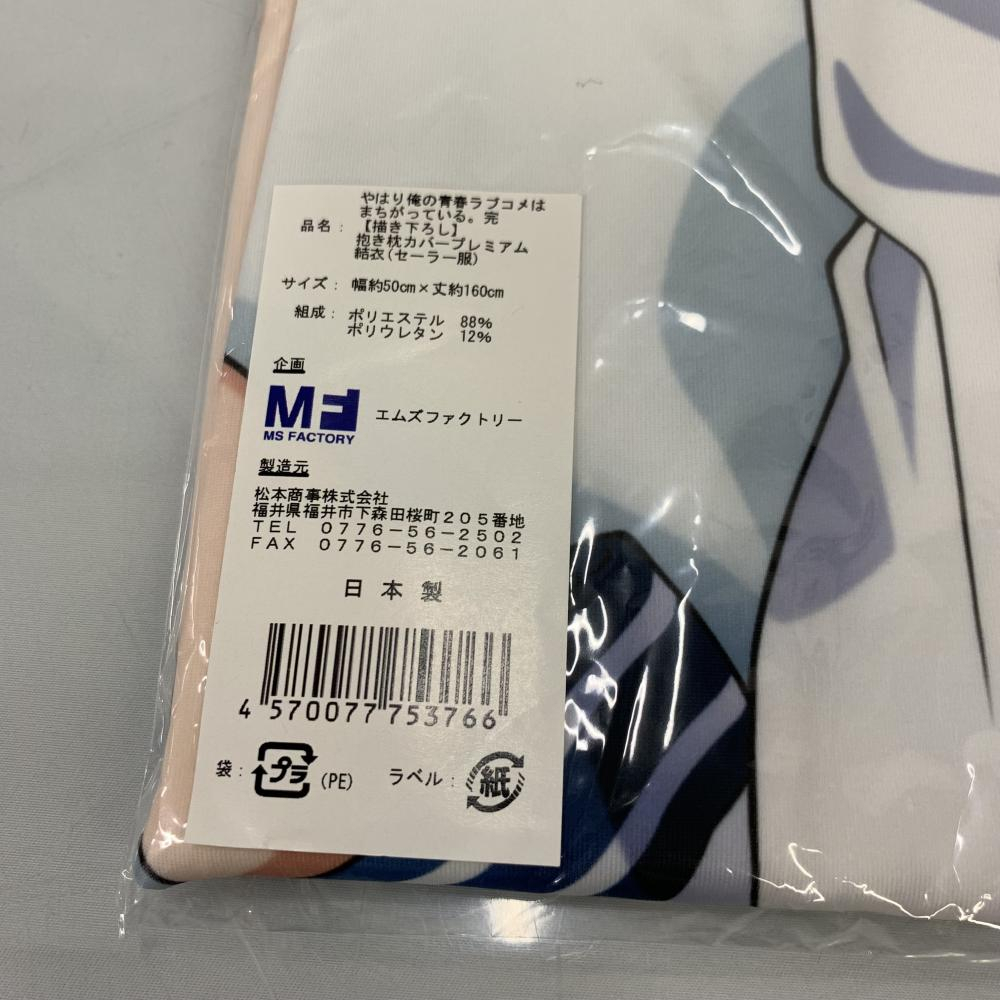 やはり俺の青春ラブコメは
まちがっている。完
品名：【描き下ろし】
抱き枕カバープレミアム
結衣(セーラー服)
サイズ： 幅約50cm×丈約160cm
組成： ポリエステル 88%
ポリウレタン 12%
企画
MF エムズファクトリー
MS FACTORY
製造元
松本商事株式会社
福井県福井市下森田桜町２０５番地
ＴＥＬ ０７７６－５６－２５０２
ＦＡＸ ０７７６－５６－２０６１
日本製
4 570077 753766
袋： プラ (PE) ラベル： 紙